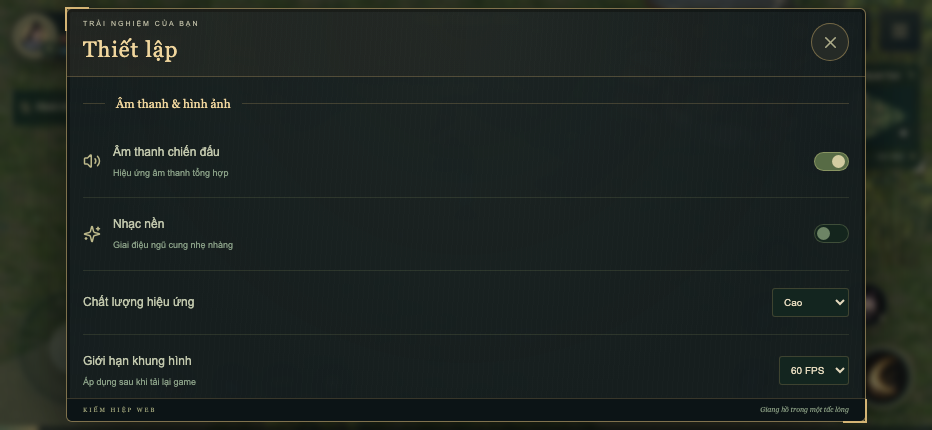 TRẢI NGHIỆM CỦA BẠN
Thiết lập
Âm thanh & hình ảnh
Âm thanh chiến đấu
Hiệu ứng âm thanh tổng hợp
Nhạc nền
Giai điệu ngũ cung nhẹ nhàng
Chất lượng hiệu ứng
Cao
Giới hạn khung hình
Áp dụng sau khi tải lại game
60 FPS
KIẾM HIỆP WEB
Giang hồ trong một tấc lòng